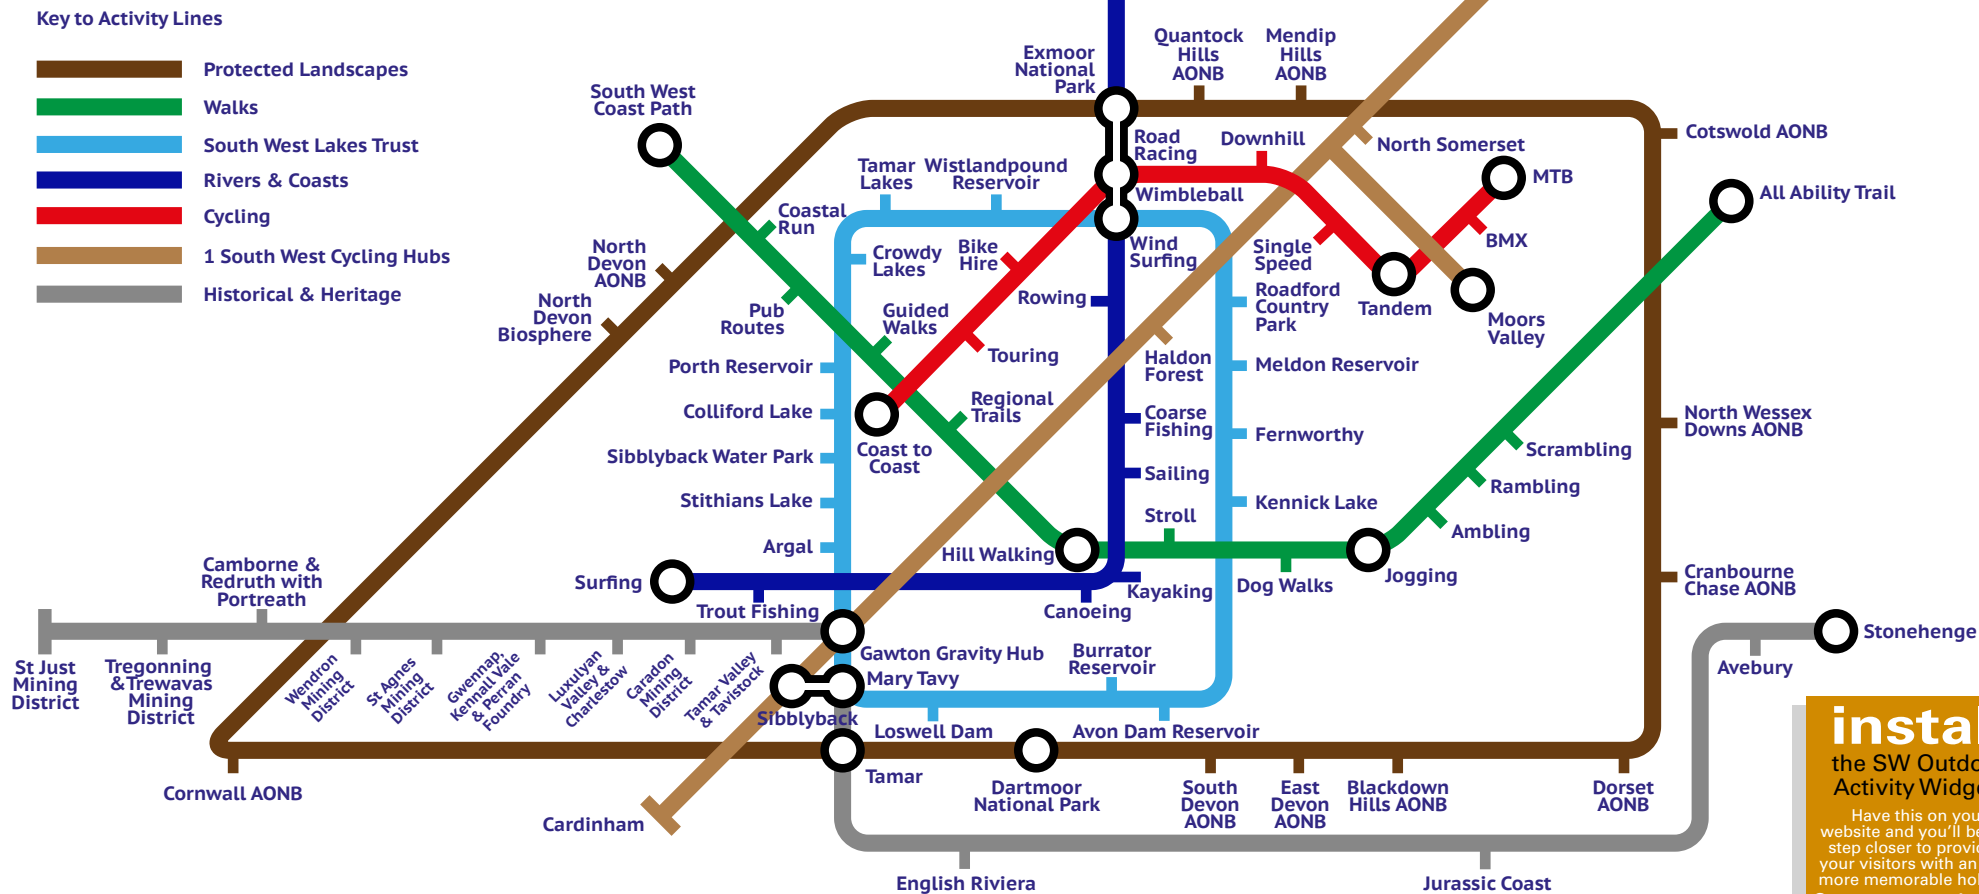 Key to Activity Lines
Protected Landscapes
Walks
South West Lakes Trust
Rivers & Coasts
Cycling
1 South West Cycling Hubs
Historical & Heritage
South West
Coast Path
Exmoor
National
Park
Quantock
Hills
AONB
Mendip
Hills
AONB
Cotswold AONB
Road
Racing
Downhill
North Somerset
MTB
All Ability Trail
Tamar
Lakes
Wistlandpound
Reservoir
Wimbleball
Coastal
Run
North
Devon
AONB
Crowdy
Lakes
Bike
Hire
Wind
Surfing
Single
Speed
BMX
North
Devon
Biosphere
Pub
Routes
Guided
Walks
Rowing
Roadford
Country
Park
Tandem
Moors
Valley
Touring
Haldon
Forest
Porth Reservoir
Meldon Reservoir
Colliford Lake
Regional
Trails
Coarse
Fishing
North Wessex
Downs AONB
Sibblyback Water Park
Coast to
Coast
Fernworthy
Scrambling
Sailing
Rambling
Stithians Lake
Kennick Lake
Stroll
Ambling
Argal
Hill Walking
Camborne &
Redruth with
Portreath
Surfing
Trout Fishing
Canoeing
Kayaking
Dog Walks
Jogging
Cranbourne
Chase AONB
St Just
Mining
District
Tregonning
&Trewavas
Mining
District
Wendron
Mining
District
St Agnes
Mining
District
Gwennap,
Kennall Vale
& Perran
Foundry
Luxulyan
Valley &
Charlestow
Caradon
Mining
District
Tamar Valley
& Tavistock
Gawton Gravity Hub
Mary Tavy
Burrator
Reservoir
Stonehenge
Avebury
Sibblyback
Loswell Dam
Avon Dam Reservoir
Tamar
Cornwall AONB
Cardinham
Dartmoor
National Park
South
Devon
AONB
East
Devon
AONB
Blackdown
Hills AONB
Dorset
AONB
English Riviera
Jurassic Coast
instal
the SW Outdo
Activity Widge
Have this on you
website and you'll be
step closer to provid
your visitors with an
more memorable hol